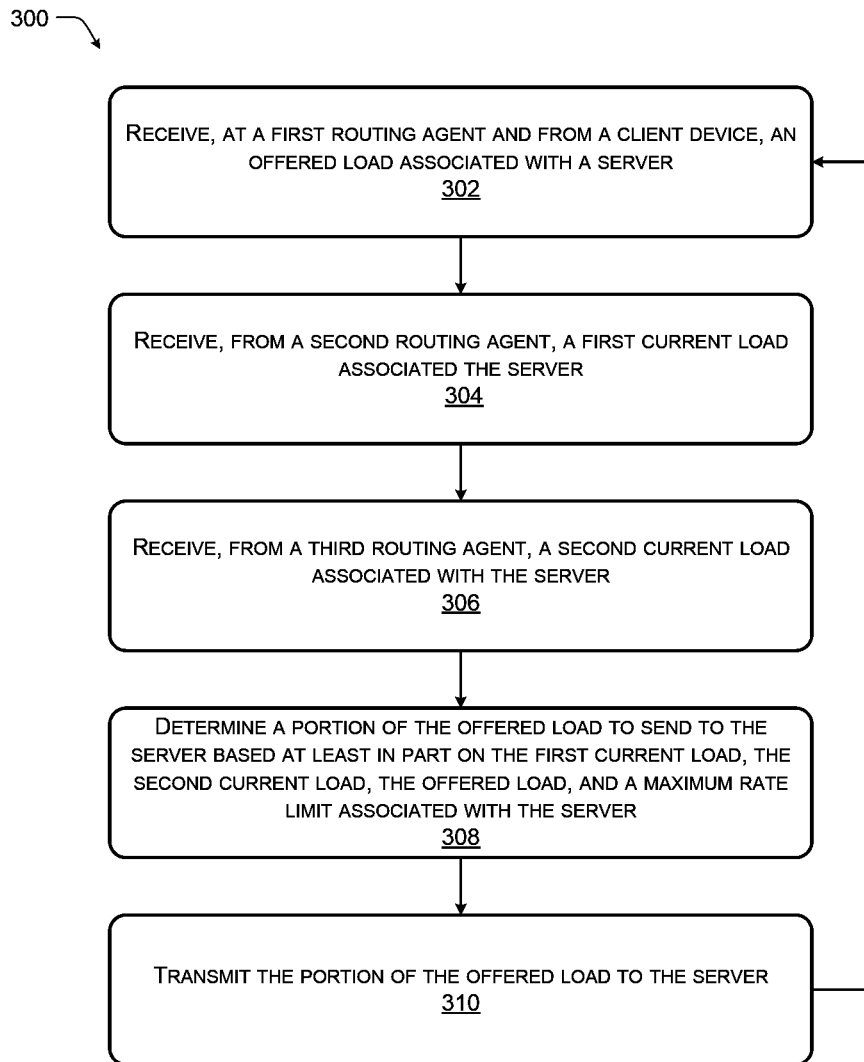 300
RECEIVE, AT A FIRST ROUTING AGENT AND FROM A CLIENT DEVICE, AN
OFFERED LOAD ASSOCIATED WITH A SERVER
302
RECEIVE, FROM A SECOND ROUTING AGENT, A FIRST CURRENT LOAD
ASSOCIATED THE SERVER
304
RECEIVE, FROM A THIRD ROUTING AGENT, A SECOND CURRENT LOAD
ASSOCIATED WITH THE SERVER
306
DETERMINE A PORTION OF THE OFFERED LOAD TO SEND TO THE
SERVER BASED AT LEAST IN PART ON THE FIRST CURRENT LOAD, THE
SECOND CURRENT LOAD, THE OFFERED LOAD, AND A MAXIMUM RATE
LIMIT ASSOCIATED WITH THE SERVER
308
TRANSMIT THE PORTION OF THE OFFERED LOAD TO THE SERVER
310